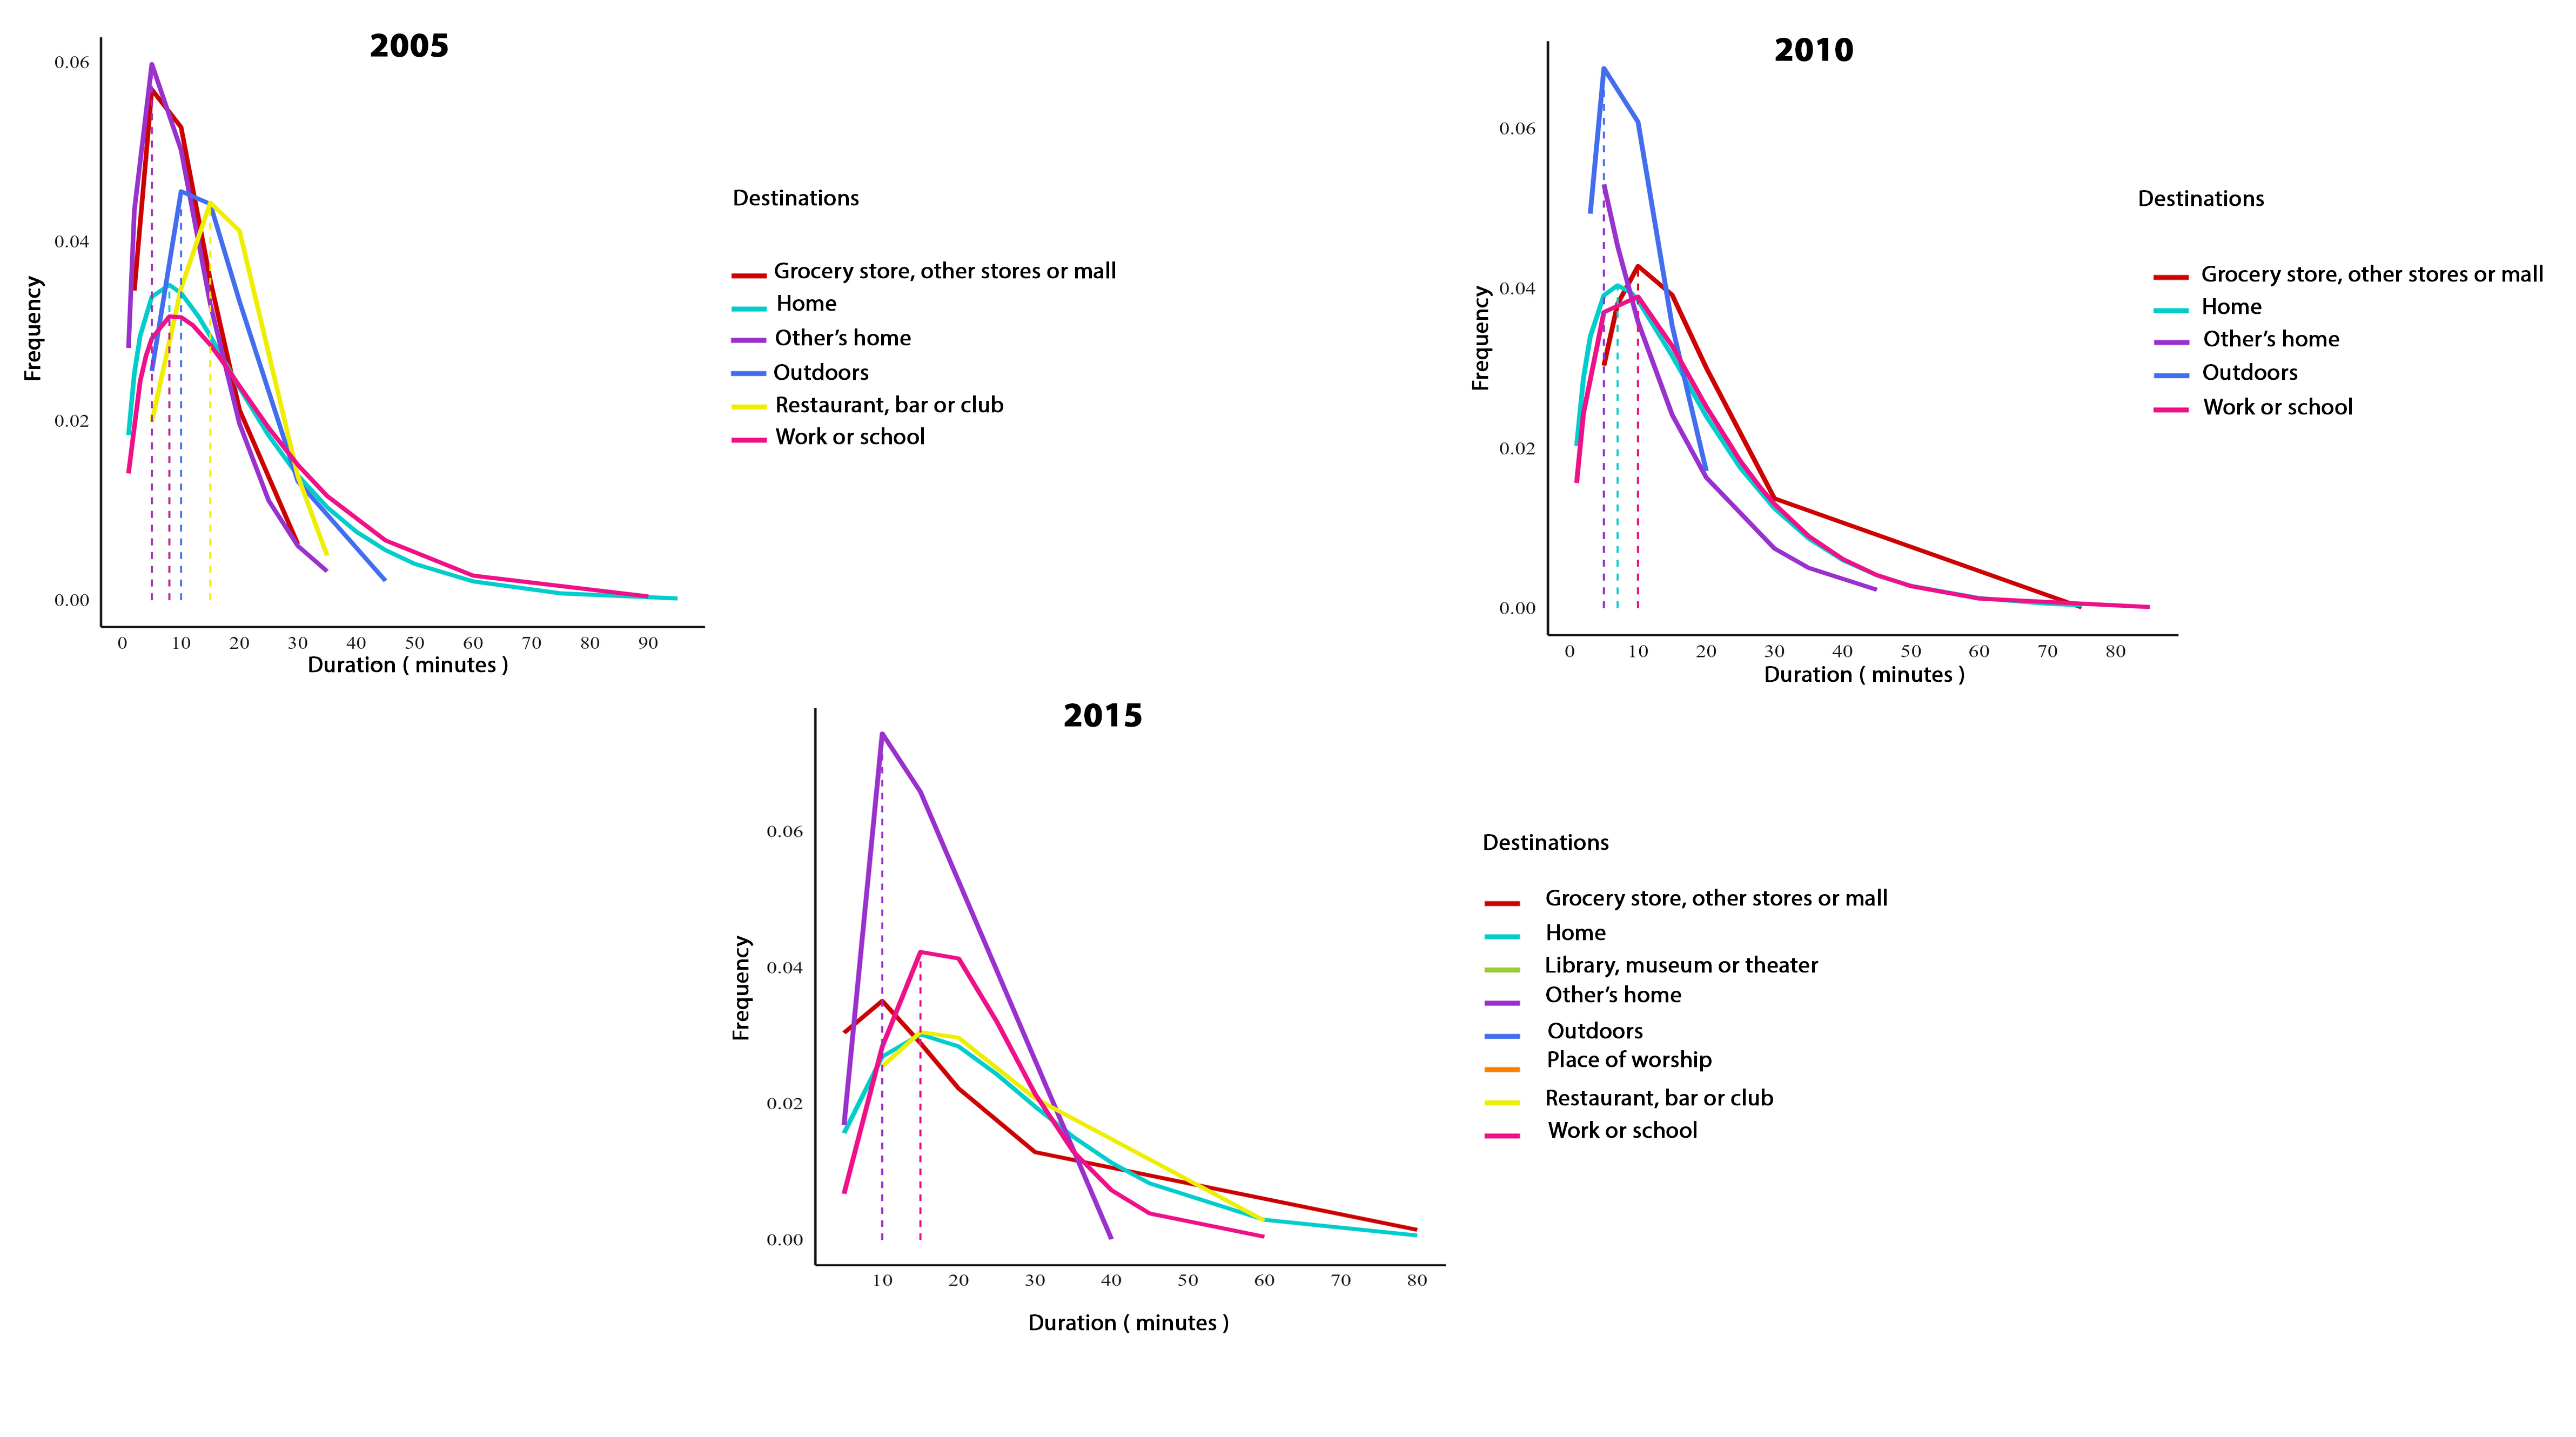 2005
0.06
0.04
0.02
0.00
Frequency
0 10 20 30 40 50 60 70 80 90
Duration ( minutes )
Destinations
Grocery store, other stores or mall
Home
Other’s home
Outdoors
Restaurant, bar or club
Work or school
2010
0.06
0.04
0.02
0.00
Frequency
0 10 20 30 40 50 60 70 80
Duration ( minutes )
Destinations
Grocery store, other stores or mall
Home
Other’s home
Outdoors
Work or school
2015
0.06
0.04
0.02
0.00
Frequency
10 20 30 40 50 60 70 80
Duration ( minutes )
Destinations
Grocery store, other stores or mall
Home
Library, museum or theater
Other’s home
Outdoors
Place of worship
Restaurant, bar or club
Work or school